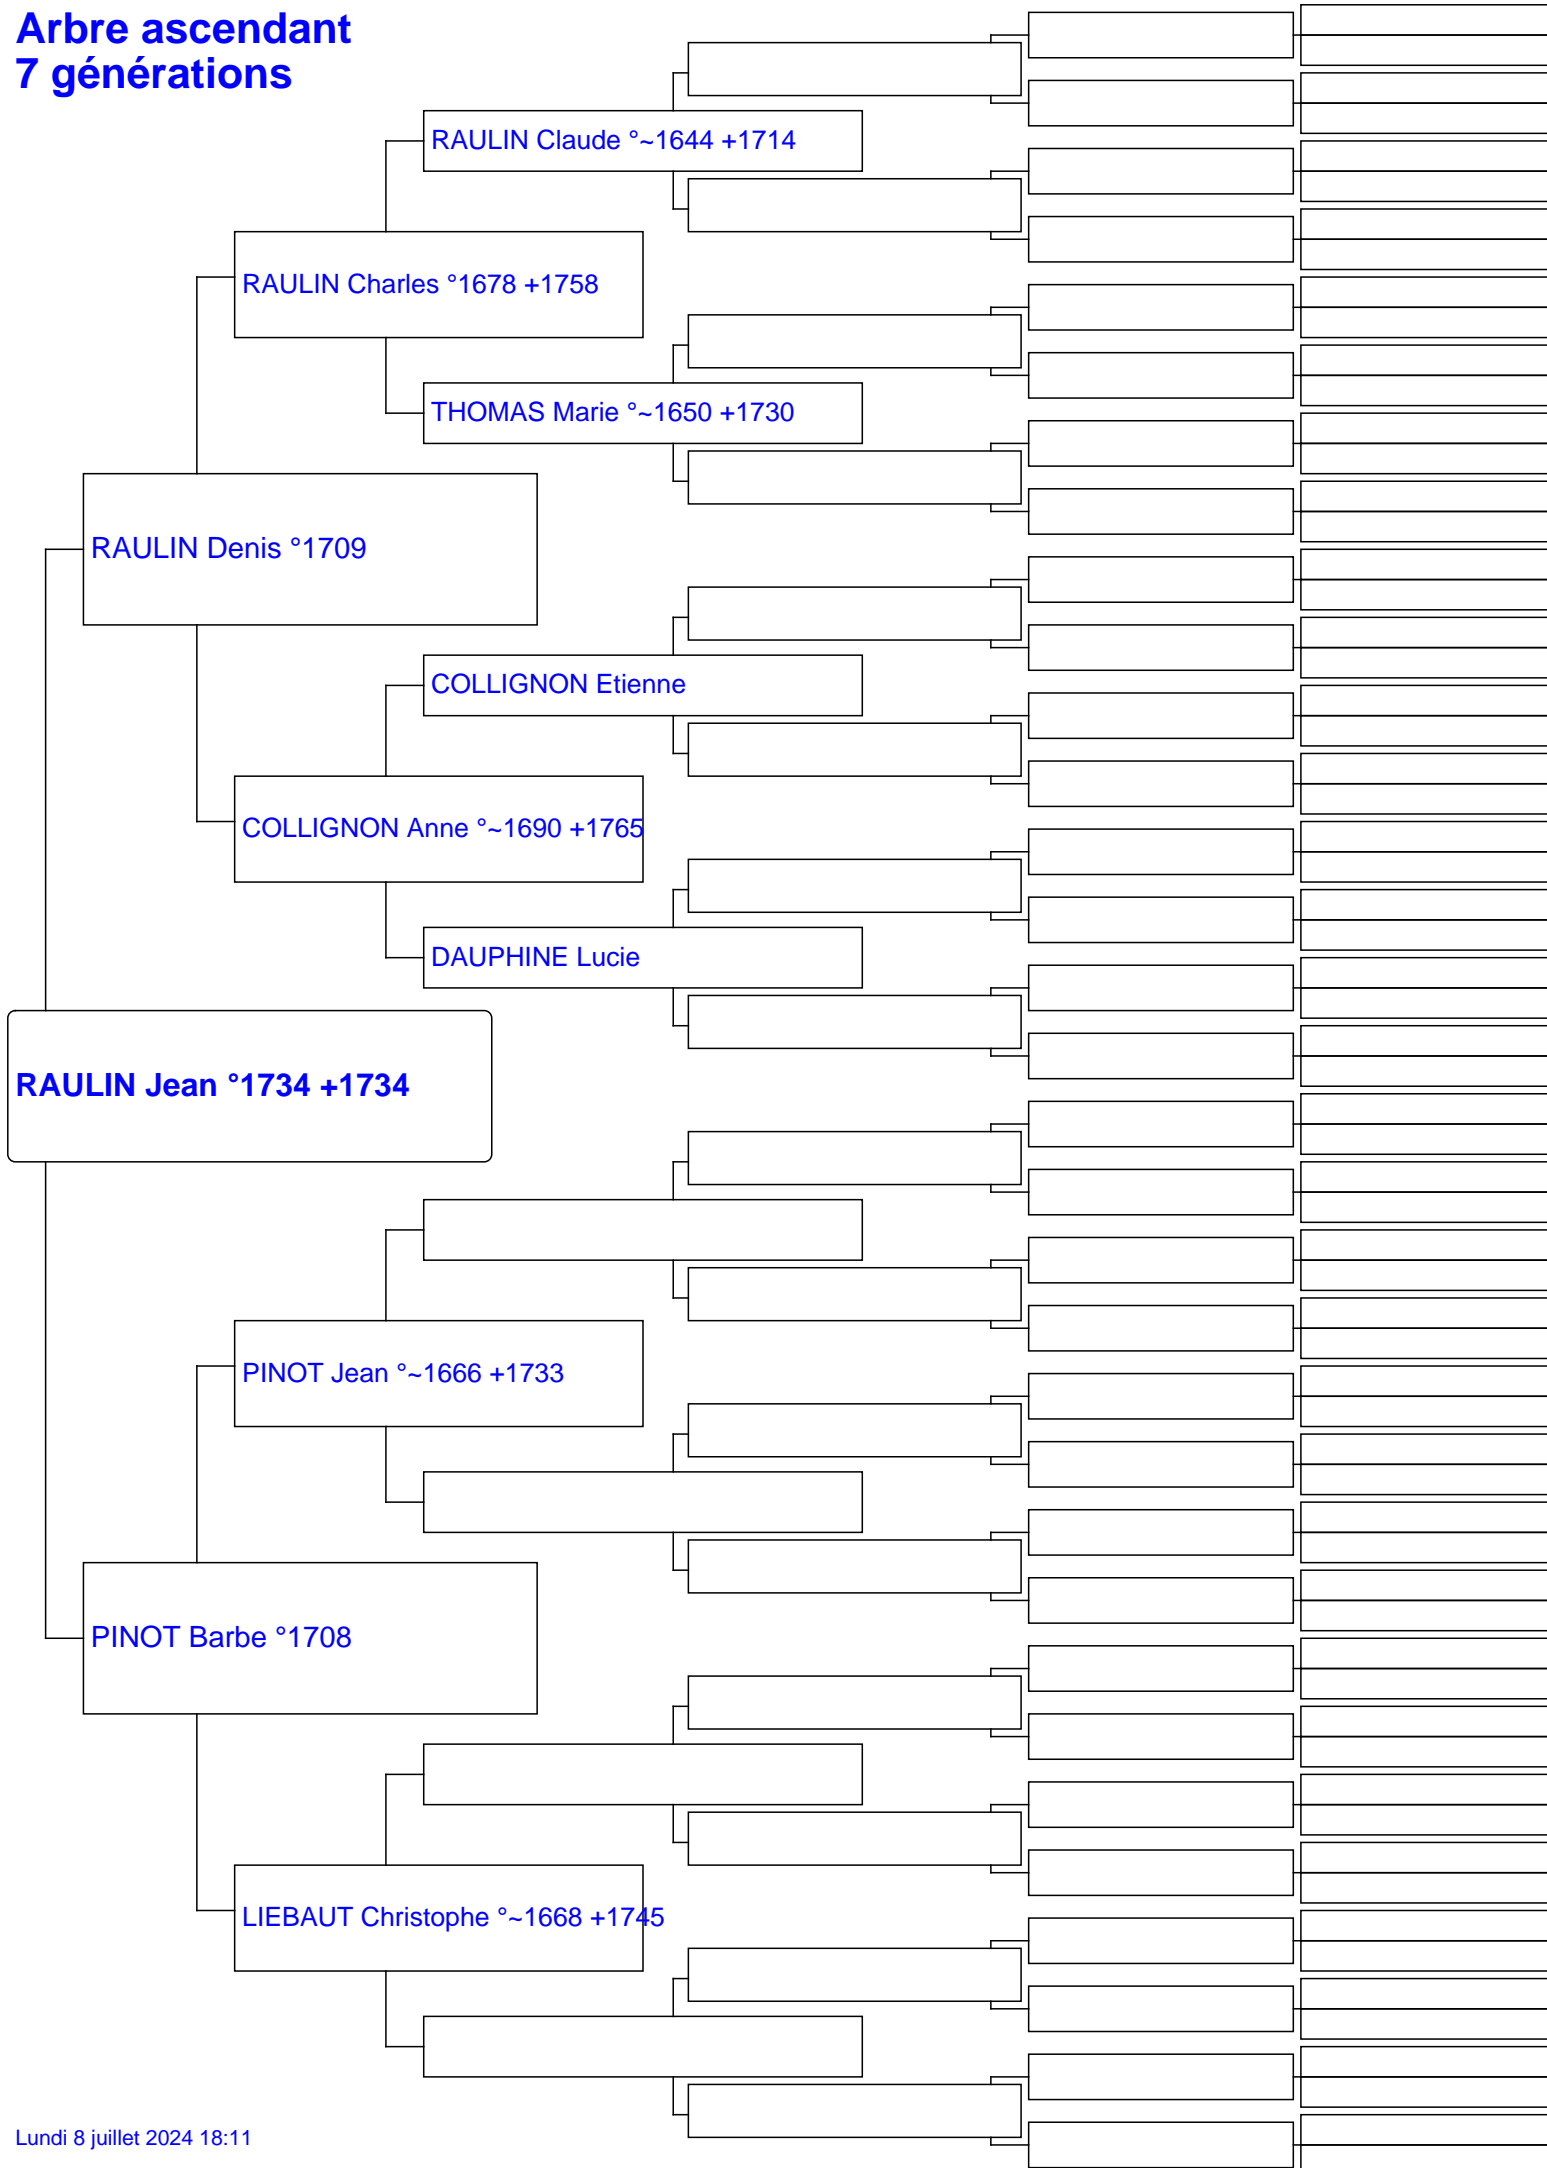 Arbre ascendant
7 générations
RAULIN Claude °~1644 +1714
RAULIN Charles °1678 +1758
THOMAS Marie °~1650 +1730
RAULIN Denis °1709
COLLIGNON Etienne
COLLIGNON Anne °~1690 +1765
DAUPHINE Lucie
RAULIN Jean °1734 +1734
PINOT Jean °~1666 +1733
PINOT Barbe °1708
LIEBAUT Christophe °~1668 +1745
Lundi 8 juillet 2024 18:11